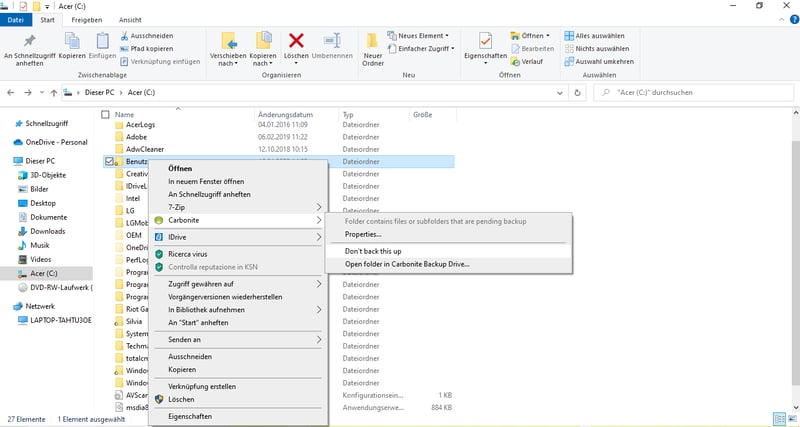 Acer (C:)
Datei
Start
Freigeben
Ansicht
An Schnellzugriff anheften
Kopieren
Einfügen
Ausschneiden
Pfad kopieren
Verknüpfung einfügen
Zwischenablage
Verschieben nach
Kopieren nach
Löschen
Umbenennen
Organisieren
Neuer Ordner
Neues Element
Einfacher Zugriff
Neu
Eigenschaften
Öffnen
Bearbeiten
Verlauf
Öffnen
Alles auswählen
Nichts auswählen
Auswahl umkehren
Auswählen
Dieser PC > Acer (C:)
"Acer (C:)" durchsuchen
Schnellzugriff
OneDrive - Personal
Dieser PC
3D-Objekte
Bilder
Desktop
Dokumente
Downloads
Musik
Videos
Acer (C:)
DVD-RW-Laufwerk (
Netzwerk
LAPTOP-TAHTU3OE
Name Änderungsdatum Typ Größe
AcerLogs 04.01.2016 11:09 Dateiordner
Adobe 06.02.2019 11:22 Dateiordner
AdwCleaner 12.10.2018 10:15 Dateiordner
Benutz Dateiordner
Creativ Dateiordner
IDriveL Dateiordner
Intel Dateiordner
LG Dateiordner
LGMob Dateiordner
OEM Dateiordner
OneDri
PerfLog
Progra
Progra Dateiordner
Progra Dateiordner
Riot Ga Dateiordner
Silvia Dateiordner
System Dateiordner
Techm Dateiordner
totalcm Dateiordner
Windov Dateiordner
Windov Dateiordner
AVScan Konfigurationsein... 1 KB
msdia8 Anwendungserwe... 884 KB
Öffnen
In neuem Fenster öffnen
An Schnellzugriff anheften
7-Zip
Carbonite
IDrive
Ricerca virus
Controlla reputazione in KSN
Zugriff gewähren auf
Vorgängerversionen wiederherstellen
In Bibliothek aufnehmen
An "Start" anheften
Senden an
Ausschneiden
Kopieren
Verknüpfung erstellen
Löschen
Eigenschaften
Folder contains files or subfolders that are pending backup
Properties...
Don't back this up
Open folder in Carbonite Backup Drive...
27 Elemente 1 Element ausgewählt